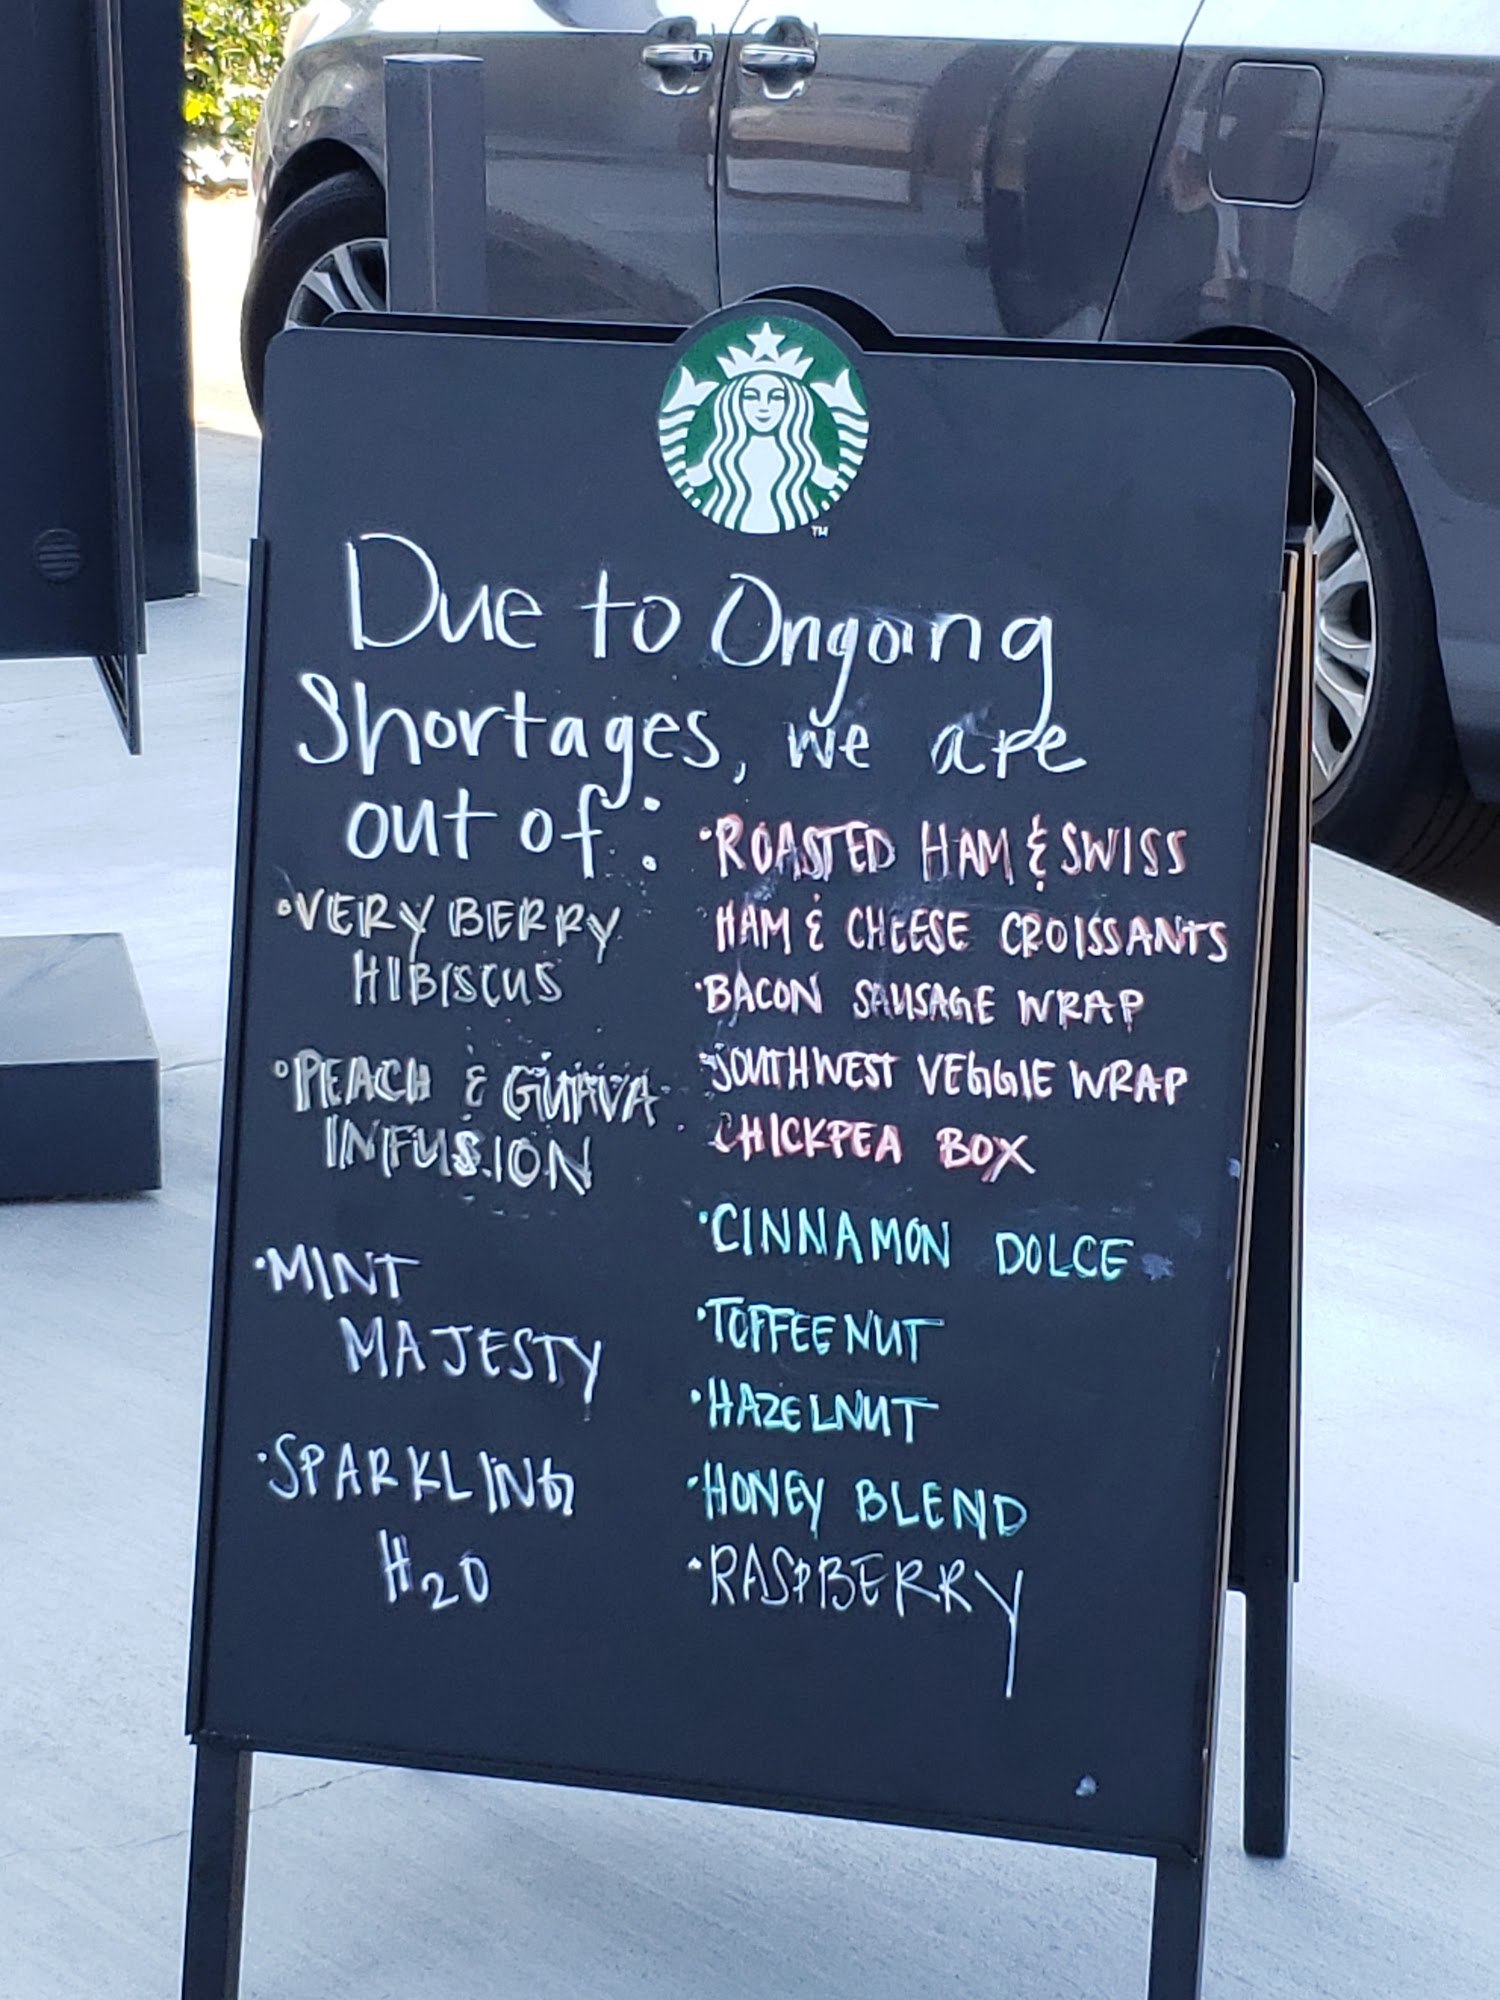 TM
Due to Ongoing
Shortages, we are
out of:
•VERY BERRY
HIBISCUS
•PEACH & GUAVA
INFUSION
•MINT
MAJESTY
•SPARKLING
H2O
•ROASTED HAM & SWISS
HAM & CHEESE CROISSANTS
•BACON SAUSAGE WRAP
•SOUTHWEST VEGGIE WRAP
•CHICKPEA BOX
•CINNAMON DOLCE
•TOFFEENUT
•HAZELNUT
•HONEY BLEND
•RASPBERRY